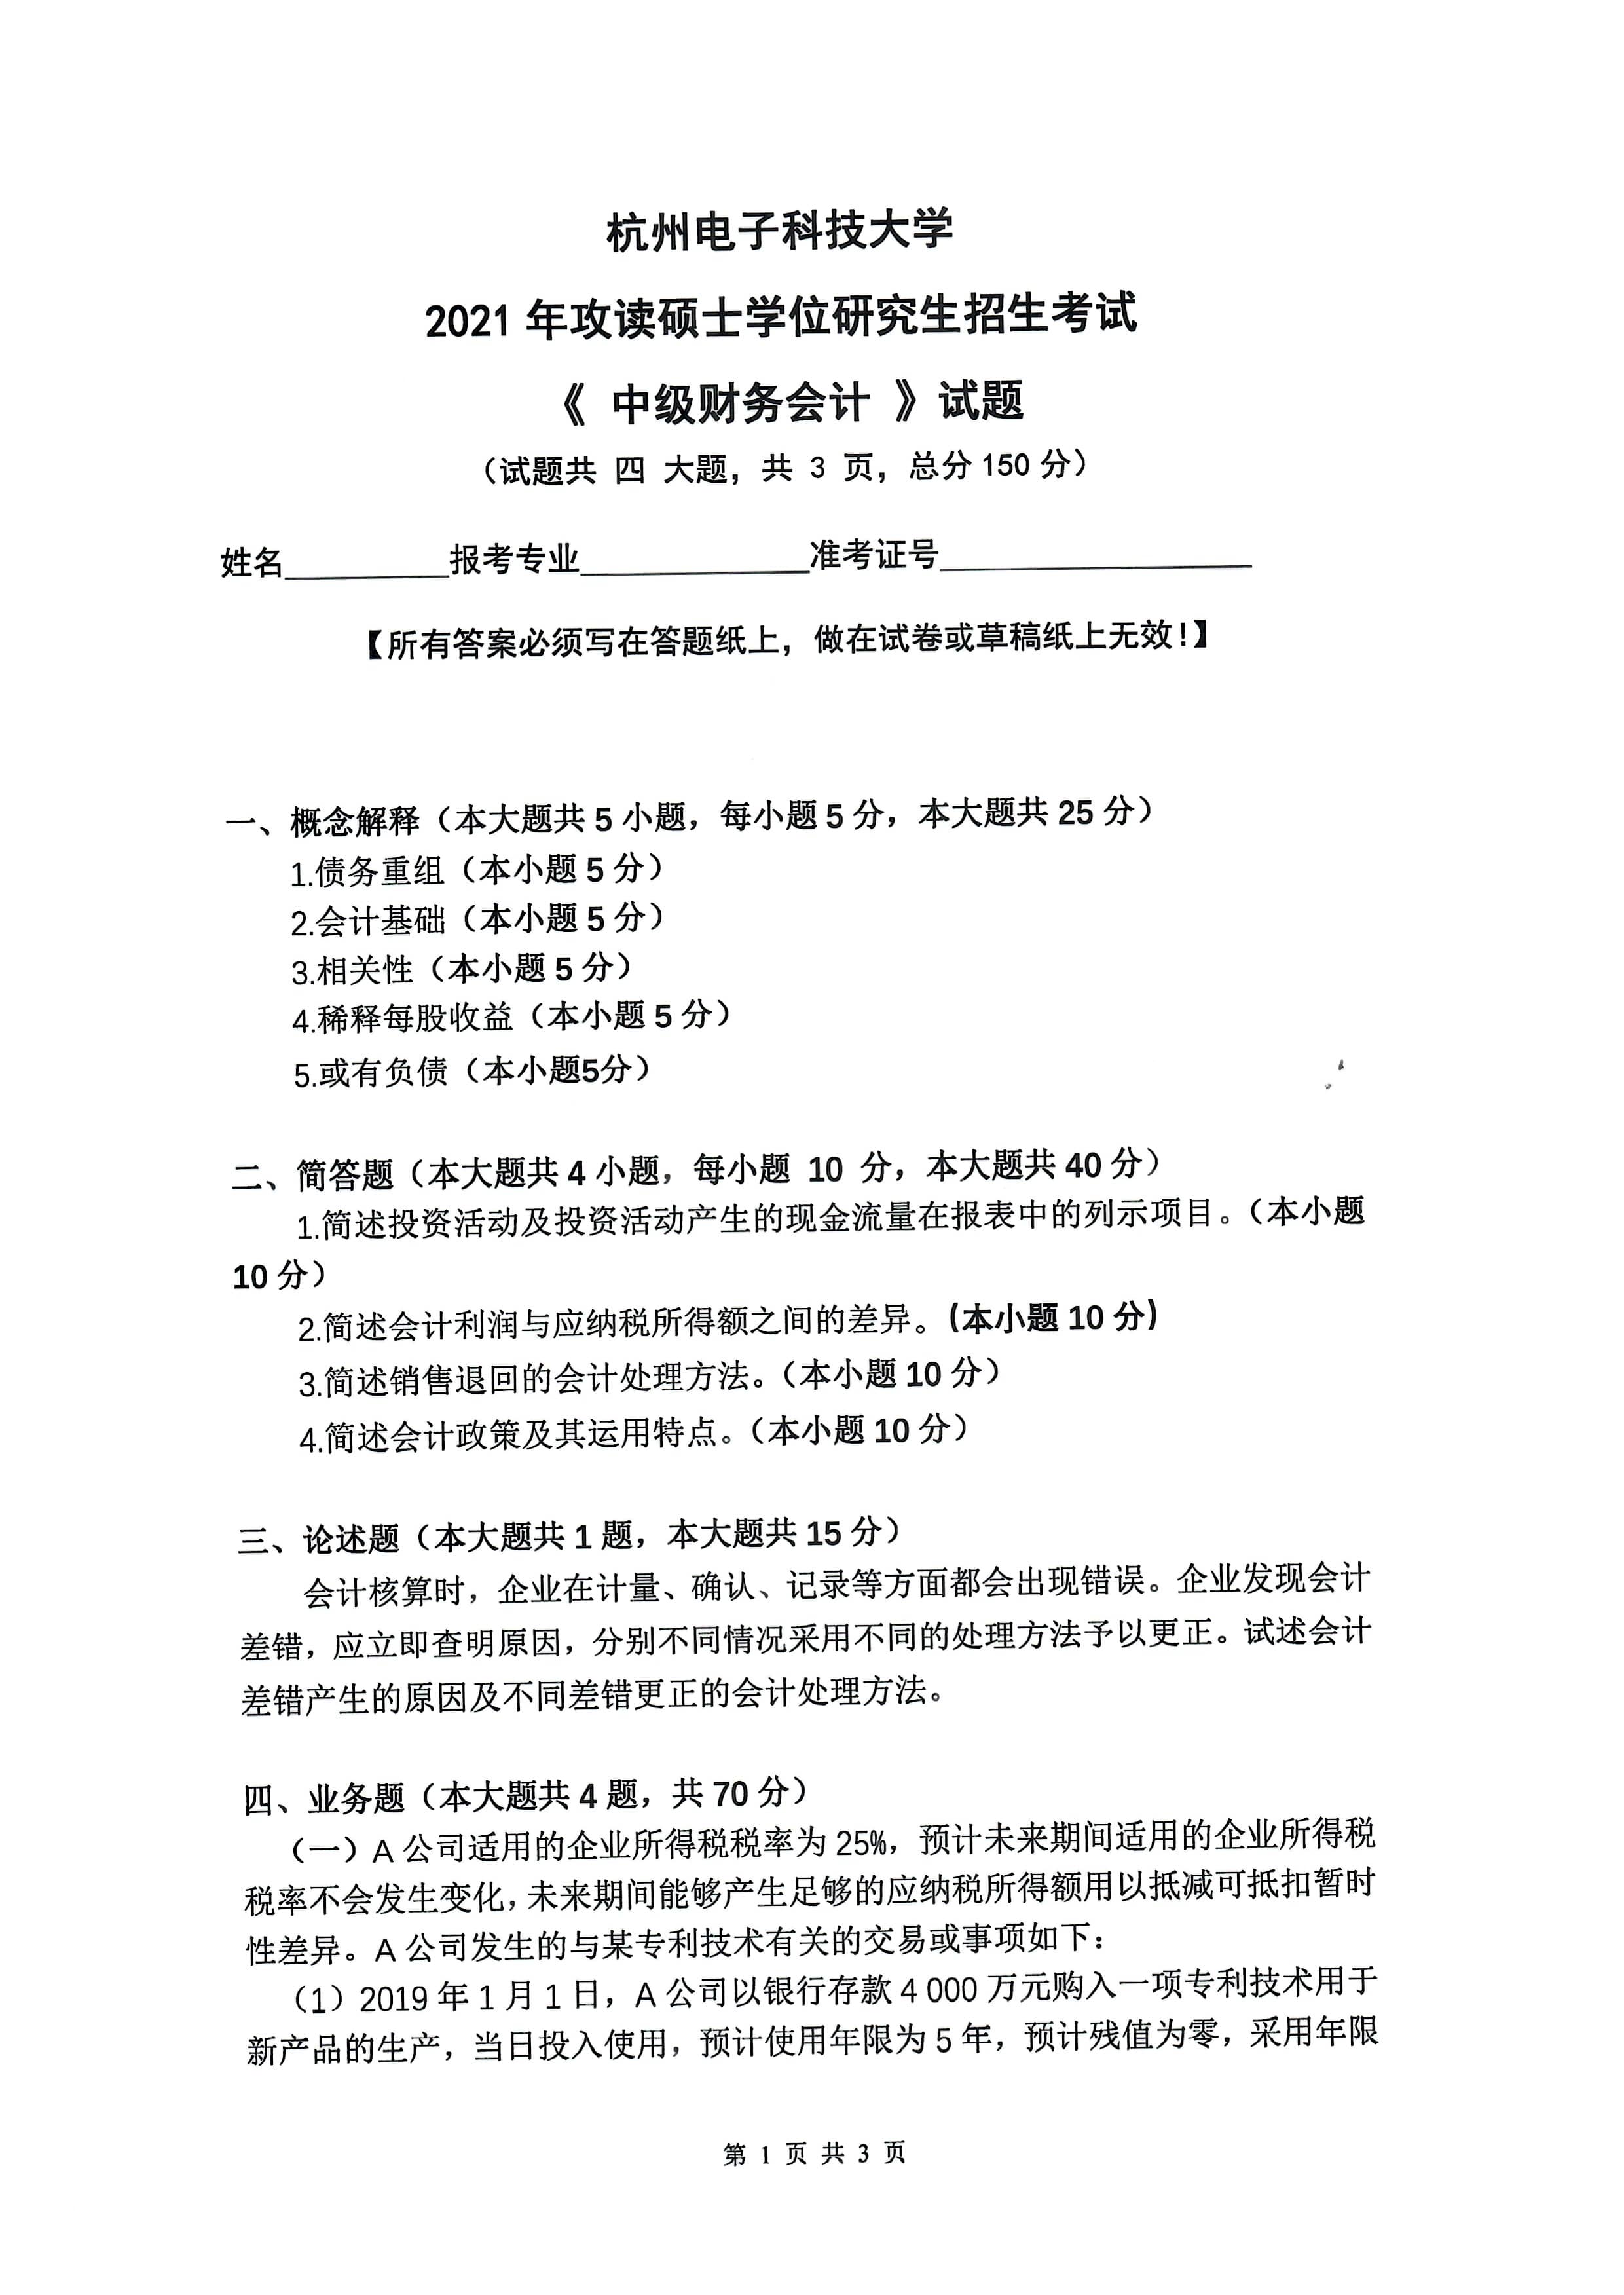 杭州电子科技大学
2021 年攻读硕士学位研究生招生考试
《 中级财务会计 》试题
（试题共 四 大题，共 3 页，总分 150 分）
姓名__________报考专业______________准考证号___________________
【所有答案必须写在答题纸上，做在试卷或草稿纸上无效！】
一、概念解释（本大题共 5 小题，每小题 5 分，本大题共 25 分）
1.债务重组（本小题 5 分）
2.会计基础（本小题 5 分）
3.相关性（本小题 5 分）
4.稀释每股收益（本小题 5 分）
5.或有负债（本小题5分）
二、简答题（本大题共 4 小题，每小题 10 分，本大题共 40 分）
1.简述投资活动及投资活动产生的现金流量在报表中的列示项目。（本小题
10 分）
2.简述会计利润与应纳税所得额之间的差异。(本小题 10 分)
3.简述销售退回的会计处理方法。（本小题 10 分）
4.简述会计政策及其运用特点。（本小题 10 分）
三、论述题（本大题共 1 题，本大题共 15 分）
会计核算时，企业在计量、确认、记录等方面都会出现错误。企业发现会计
差错，应立即查明原因，分别不同情况采用不同的处理方法予以更正。试述会计
差错产生的原因及不同差错更正的会计处理方法。
四、业务题（本大题共 4 题，共 70 分）
（一）A 公司适用的企业所得税税率为 25%，预计未来期间适用的企业所得税
税率不会发生变化，未来期间能够产生足够的应纳税所得额用以抵减可抵扣暂时
性差异。A 公司发生的与某专利技术有关的交易或事项如下：
（1）2019 年 1 月 1 日，A 公司以银行存款 4 000 万元购入一项专利技术用于
新产品的生产，当日投入使用，预计使用年限为 5 年，预计残值为零，采用年限
第 1 页 共 3 页